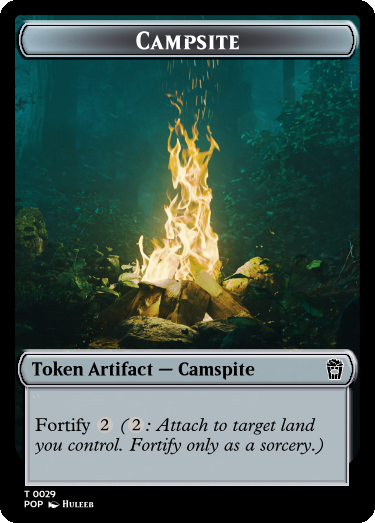 Campsite
Token Artifact — Camspite
Fortify 2 (2: Attach to target land
you control. Fortify only as a sorcery.)
T 0029
POP Huleeb